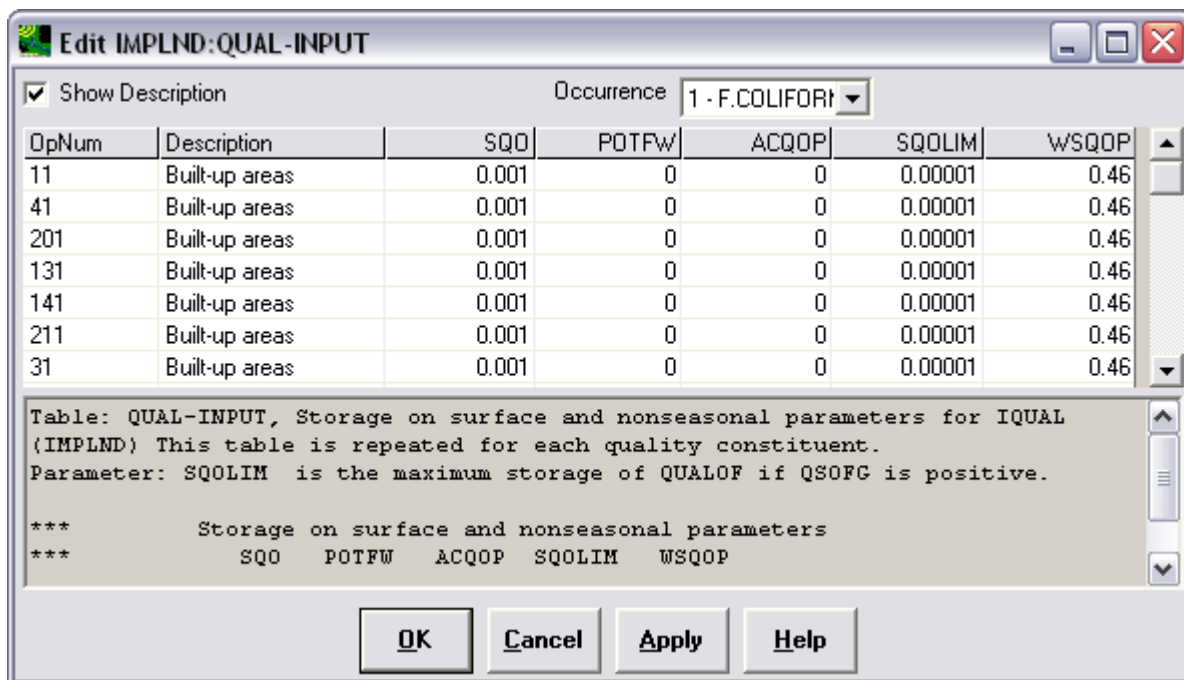 Edit IMPLND:QUAL-INPUT
Show Description Occurrence 1 - F.COLIFORM
OpNum Description SQO POTFW ACQOP SQOLIM WSQOP
11 Built-up areas 0.001 0 0 0.00001 0.46
41 Built-up areas 0.001 0 0 0.00001 0.46
201 Built-up areas 0.001 0 0 0.00001 0.46
131 Built-up areas 0.001 0 0 0.00001 0.46
141 Built-up areas 0.001 0 0 0.00001 0.46
211 Built-up areas 0.001 0 0 0.00001 0.46
31 Built-up areas 0.001 0 0 0.00001 0.46
Table: QUAL-INPUT, Storage on surface and nonseasonal parameters for IQUAL
(IMPLND) This table is repeated for each quality constituent.
Parameter: SQOLIM is the maximum storage of QUALOF if QSOFG is positive.
*** Storage on surface and nonseasonal parameters
*** SQO POTFW ACQOP SQOLIM WSQOP
OK Cancel Apply Help